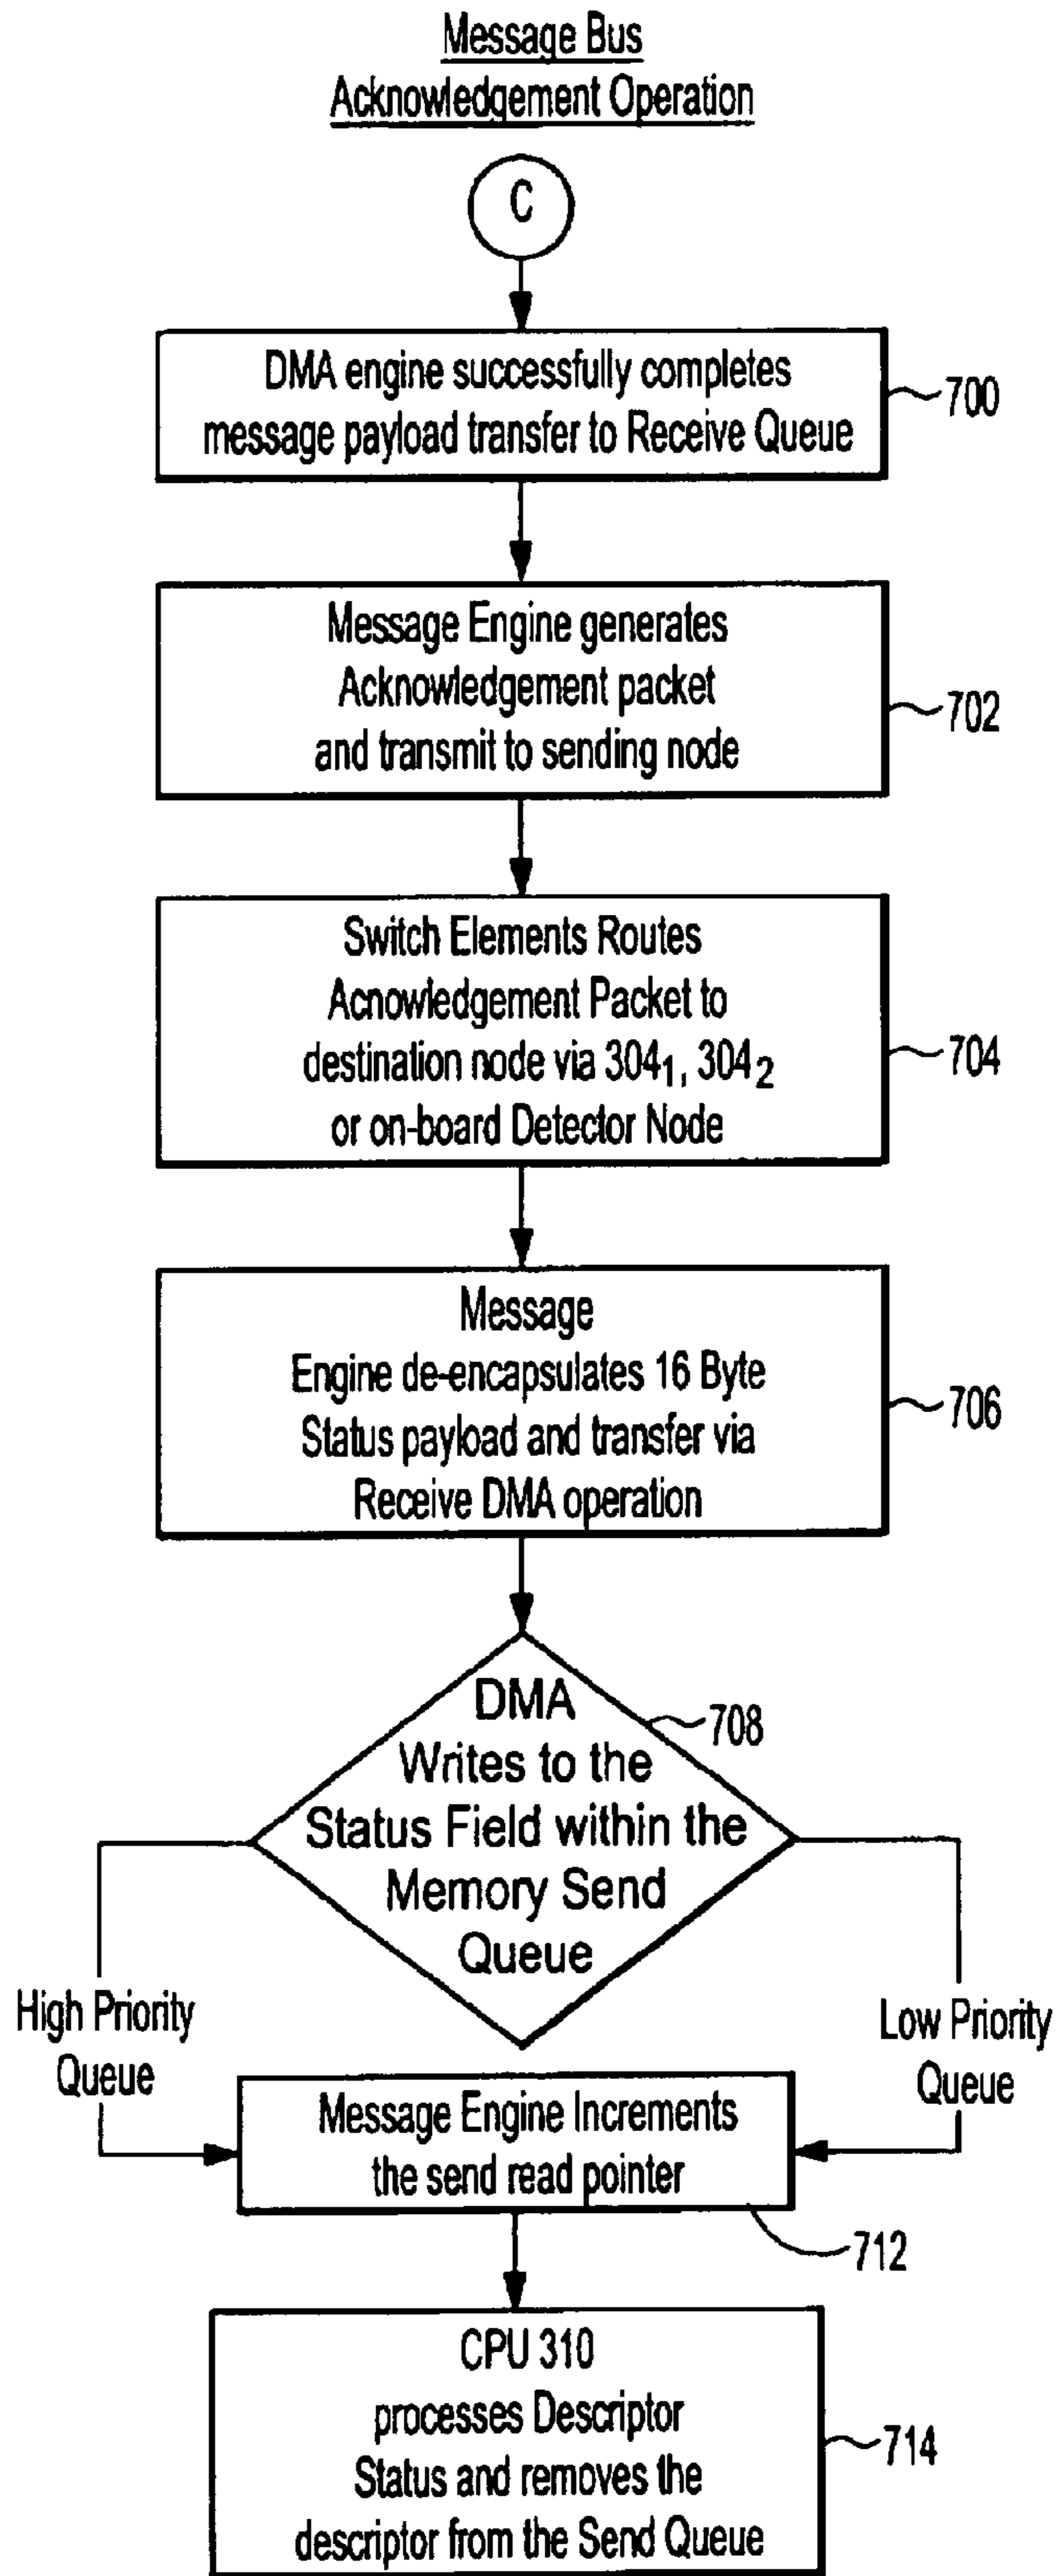 Message Bus
Acknowledgement Operation
C
DMA engine successfully completes
message payload transfer to Receive Queue
700
Message Engine generates
Acknowledgement packet
and transmit to sending node
702
Switch Elements Routes
Acnowledgement Packet to
destination node via 304₁, 304₂
or on-board Detector Node
704
Message
Engine de-encapsulates 16 Byte
Status payload and transfer via
Receive DMA operation
706
DMA
Writes to the
Status Field within the
Memory Send
Queue
708
High Priority
Queue
Low Priority
Queue
Message Engine Increments
the send read pointer
712
CPU 310
processes Descriptor
Status and removes the
descriptor from the Send Queue
714